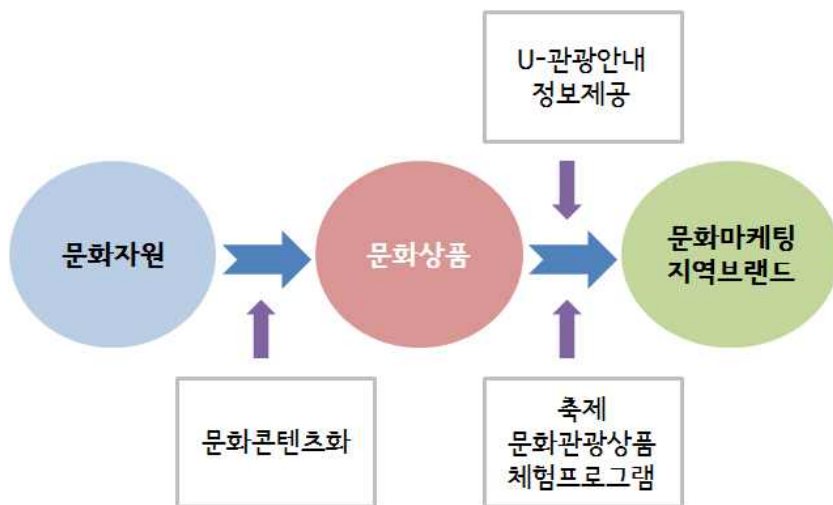 U-관광안내
정보제공
문화자원
문화상품
문화마케팅
지역브랜드
문화콘텐츠화
축제
문화관광상품
체험프로그램